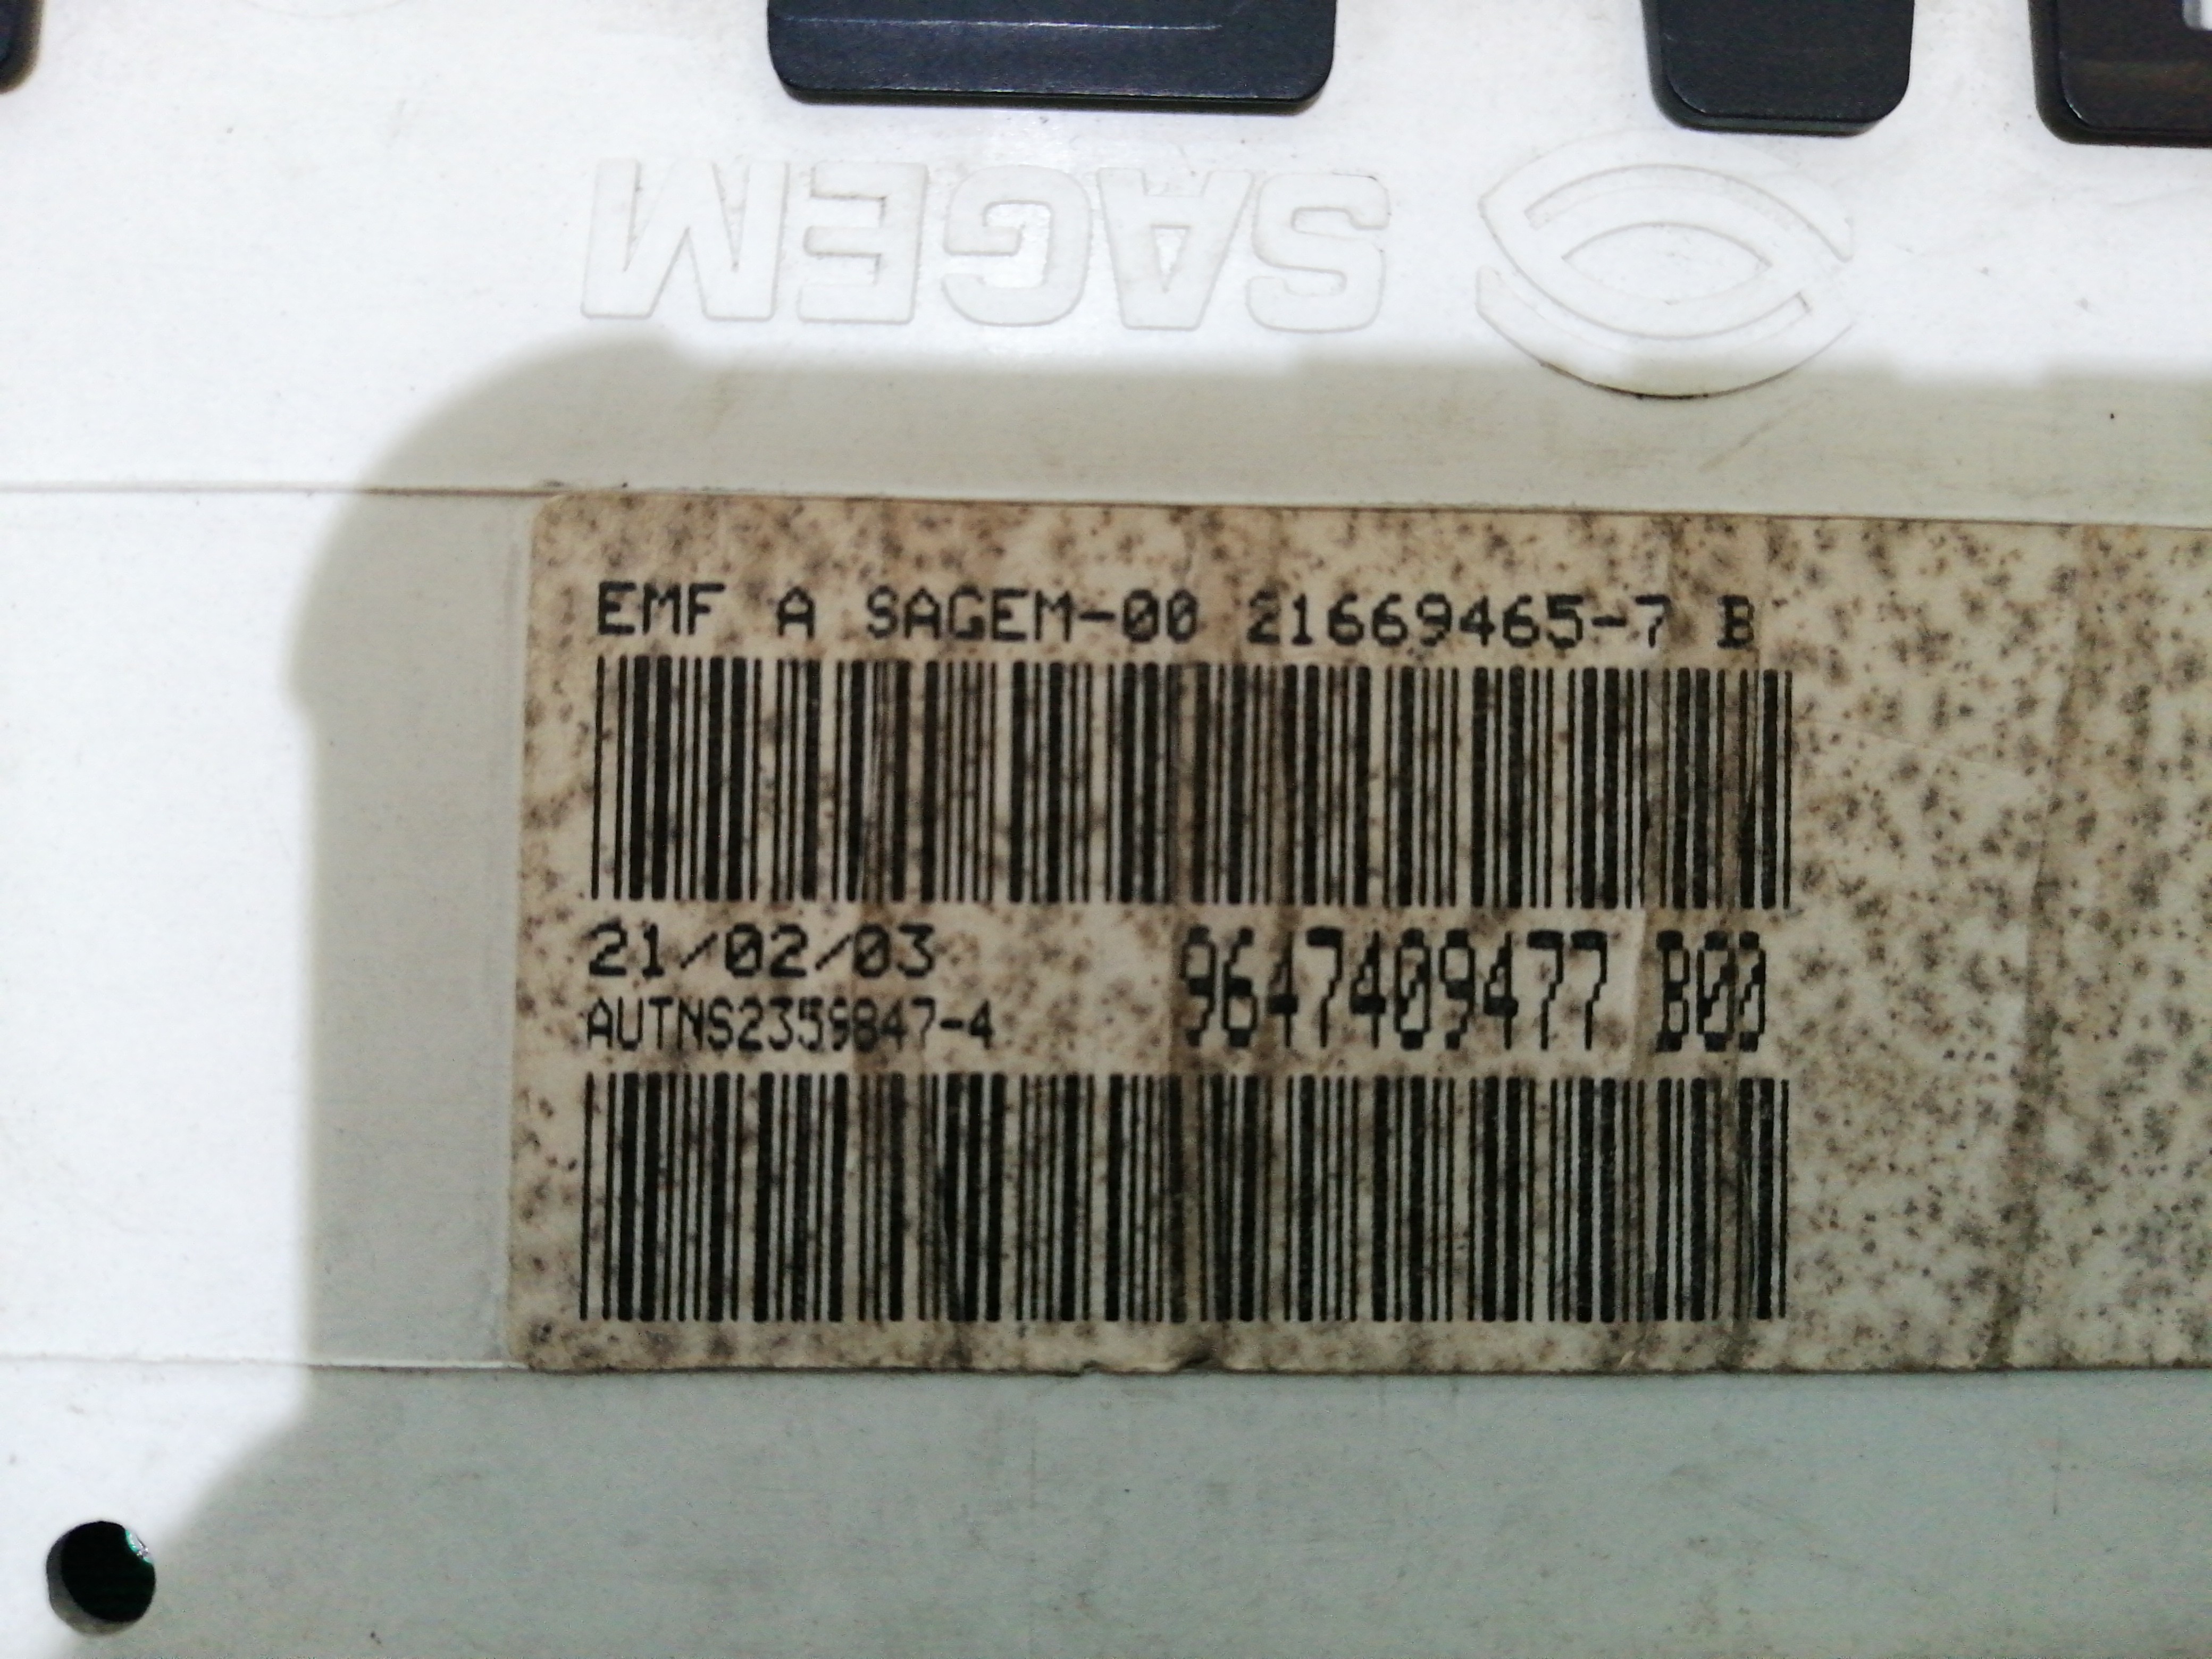 SAGEM
EMF A SAGEM-00 21669465-7 B
21/02/03
AUTNS2359847-4
9647409477 B00